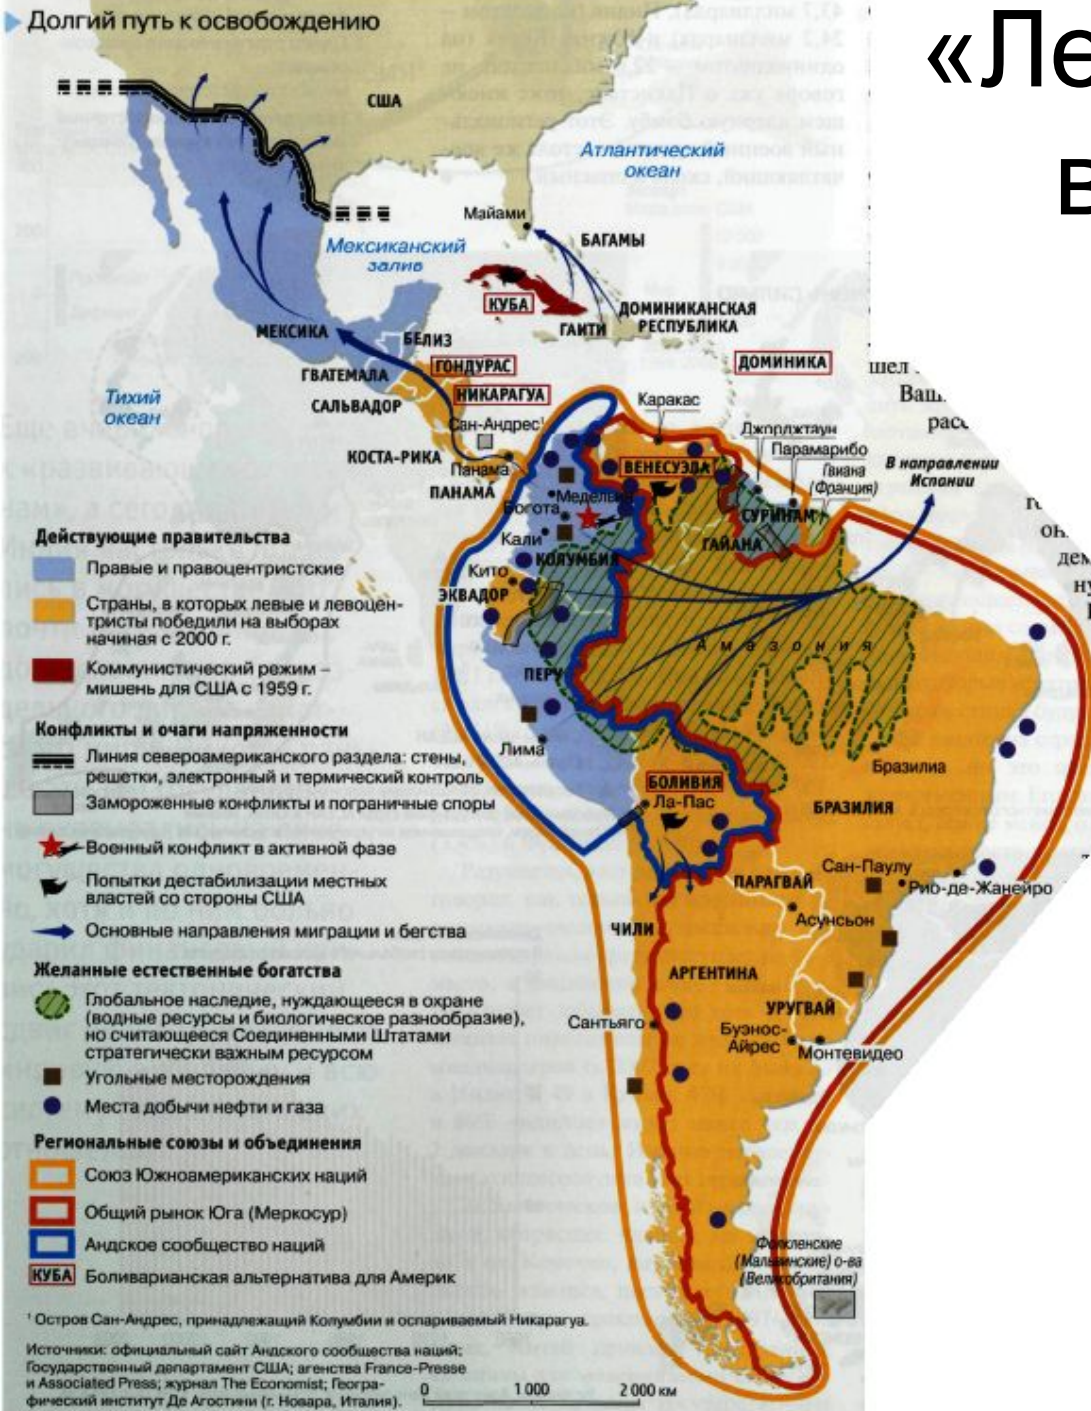 Долгий путь к освобождению
«Ле
в
США
Атлантический
океан
Майами
БАГАМЫ
Мексиканский
залив
КУБА
ДОМИНИКАНСКАЯ
РЕСПУБЛИКА
ГАИТИ
МЕКСИКА
БЕЛИЗ
ДОМИНИКА
ГОНДУРАС
ГВАТЕМАЛА
НИКАРАГУА
САЛЬВАДОР
Тихий
океан
Каракас
Сан-Андрес¹
Джорджтаун
КОСТА-РИКА
Панама
ПАНАМА
ВЕНЕСУЭЛА
Парамарибо
Гвиана
(Франция)
В направлении
Испании
Медельин
Богота
СУРИНАМ
Кали
КОЛУМБИЯ
ГАЙАНА
Кито
ЭКВАДОР
Амазония
ПЕРУ
Лима
Бразилиа
БОЛИВИЯ
Ла-Пас
БРАЗИЛИЯ
Сан-Паулу
Рио-де-Жанейро
ПАРАГВАЙ
Асунсьон
ЧИЛИ
АРГЕНТИНА
УРУГВАЙ
Сантьяго
Буэнос-
Айрес
Монтевидео
Фолкленские
(Мальвинские) о-ва
(Великобритания)
шел
Действующие правительства
Правые и правоцентристские
Страны, в которых левые и левоцен-
тристы победили на выборах
начиная с 2000 г.
Коммунистический режим –
мишень для США с 1959 г.
Конфликты и очаги напряженности
Линия североамериканского раздела: стены,
решетки, электронный и термический контроль
Замороженные конфликты и пограничные споры
Военный конфликт в активной фазе
Попытки дестабилизации местных
властей со стороны США
Основные направления миграции и бегства
Желанные естественные богатства
Глобальное наследие, нуждающееся в охране
(водные ресурсы и биологическое разнообразие),
но считающееся Соединенными Штатами
стратегически важным ресурсом
Угольные месторождения
Места добычи нефти и газа
Региональные союзы и объединения
Союз Южноамериканских наций
Общий рынок Юга (Меркосур)
Андское сообщество наций
КУБА Боливарианская альтернатива для Америк
¹ Остров Сан-Андрес, принадлежащий Колумбии и оспариваемый Никарагуа.
Источники: официальный сайт Андского сообщества наций;
Государственный департамент США; агенства France-Presse
и Associated Press; журнал The Economist; Геогра-
фический институт Де Агостини (г. Новара, Италия).
0 1 000 2 000 км